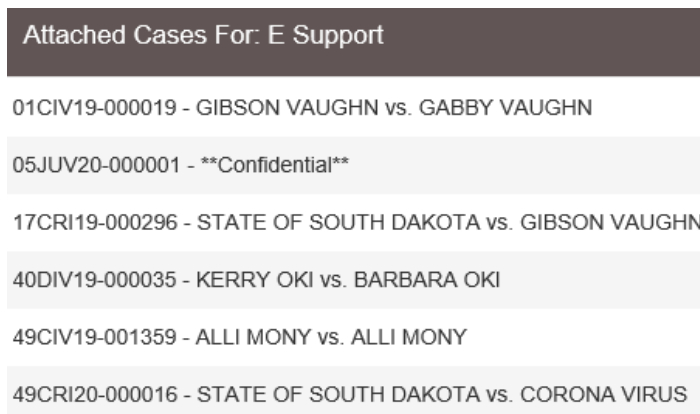 Attached Cases For: E Support
01CIV19-000019 - GIBSON VAUGHN vs. GABBY VAUGHN
05JUV20-000001 - **Confidential**
17CRI19-000296 - STATE OF SOUTH DAKOTA vs. GIBSON VAUGHN
40DIV19-000035 - KERRY OKI vs. BARBARA OKI
49CIV19-001359 - ALLI MONY vs. ALLI MONY
49CRI20-000016 - STATE OF SOUTH DAKOTA vs. CORONA VIRUS